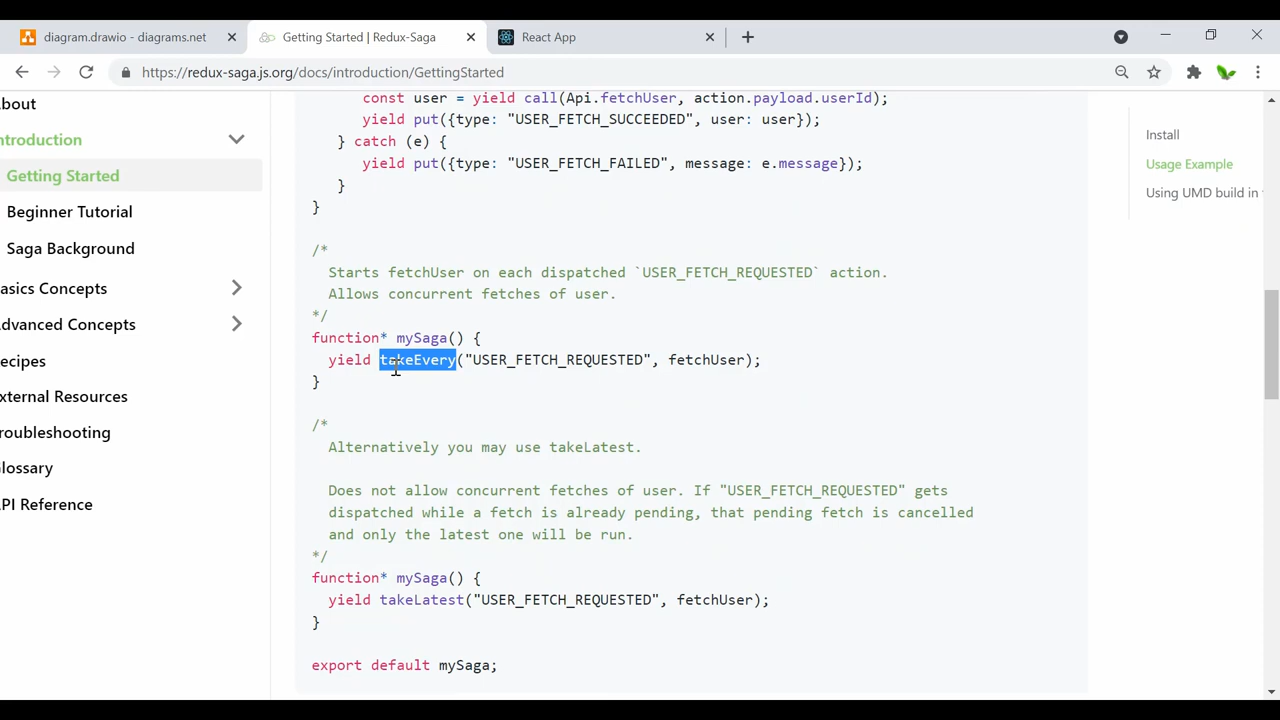 diagram.drawio - diagrams.net
Getting Started | Redux-Saga
React App
https://redux-saga.js.org/docs/introduction/GettingStarted
bout
ntroduction
Getting Started
Beginner Tutorial
Saga Background
asics Concepts
dvanced Concepts
ecipes
xternal Resources
roubleshooting
lossary
PI Reference
const user = yield call(Api.fetchUser, action.payload.userId);
yield put({type: "USER_FETCH_SUCCEEDED", user: user});
} catch (e) {
yield put({type: "USER_FETCH_FAILED", message: e.message});
}
}
/*
Starts fetchUser on each dispatched `USER_FETCH_REQUESTED` action.
Allows concurrent fetches of user.
*/
function* mySaga() {
yield takeEvery("USER_FETCH_REQUESTED", fetchUser);
}
/*
Alternatively you may use takeLatest.
Does not allow concurrent fetches of user. If "USER_FETCH_REQUESTED" gets
dispatched while a fetch is already pending, that pending fetch is cancelled
and only the latest one will be run.
*/
function* mySaga() {
yield takeLatest("USER_FETCH_REQUESTED", fetchUser);
}
export default mySaga;
Install
Usage Example
Using UMD build in